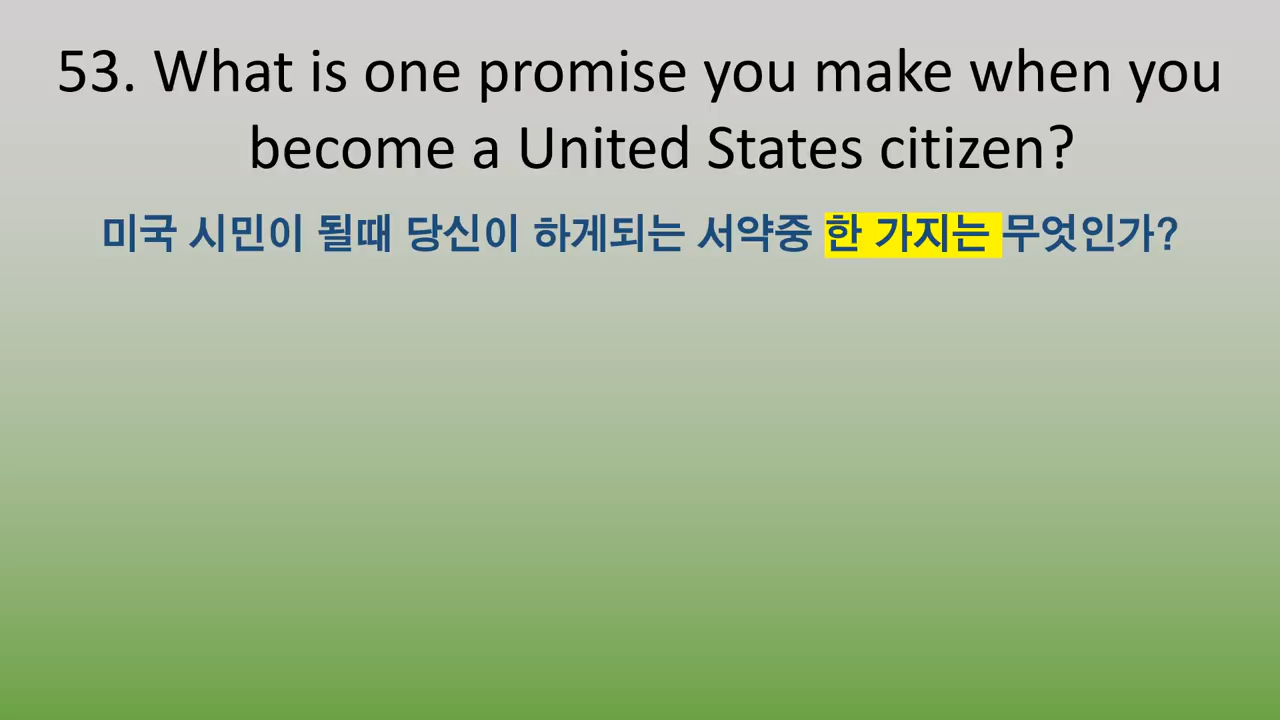 53. What is one promise you make when you
become a United States citizen?
미국 시민이 될때 당신이 하게되는 서약중 한 가지는 무엇인가?